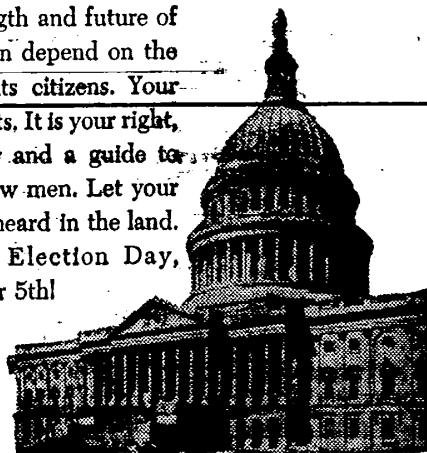 gth and future of
n depend on the
ts citizens. Your
ts. It is your right,
and a guide to
w men. Let your
heard in the land.
Election Day,
r 5th!